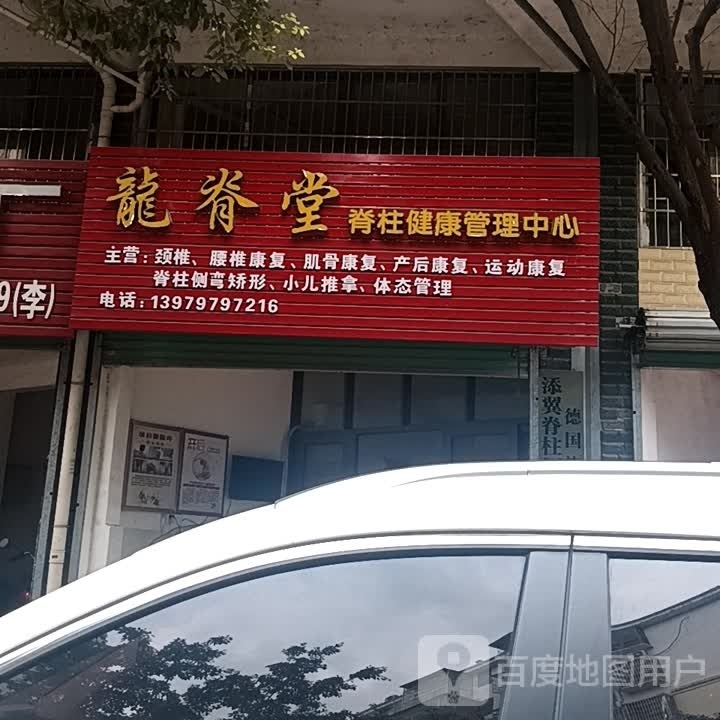 龍脊堂 脊柱健康管理中心
主营：颈椎、腰椎康复、肌骨康复、产后康复、运动康复
脊柱侧弯矫形、小儿推拿、体态管理
电话：13979797216
9(李)
添翼脊柱
德国
百度地图用户